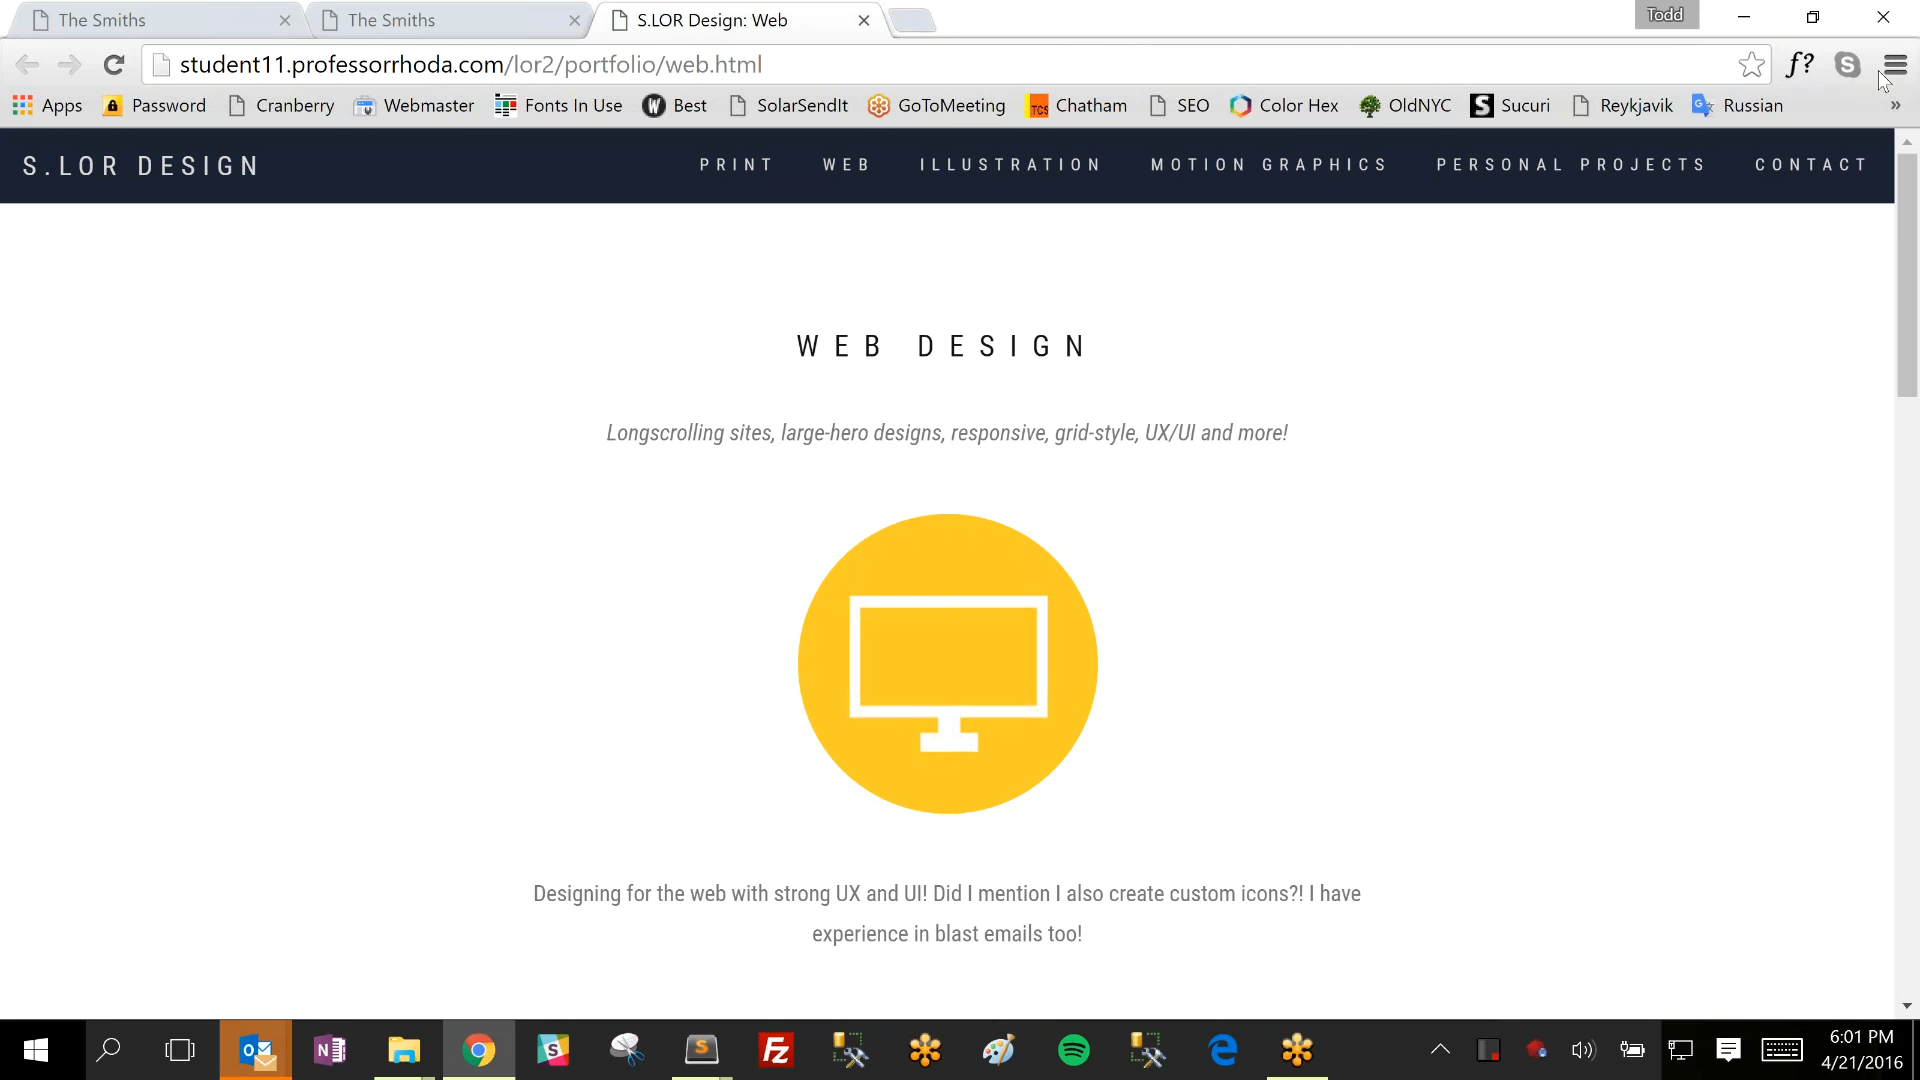 The Smiths
The Smiths
S.LOR Design: Web
Todd
student11.professorrhoda.com/lor2/portfolio/web.html
f?
S
Apps
Password
Cranberry
Webmaster
Fonts In Use
W Best
SolarSendIt
GoToMeeting
TCS Chatham
SEO
Color Hex
OldNYC
S Sucuri
Reykjavik
G Russian
»
S.LOR DESIGN
PRINT
WEB
ILLUSTRATION
MOTION GRAPHICS
PERSONAL PROJECTS
CONTACT
WEB DESIGN
Longscrolling sites, large-hero designs, responsive, grid-style, UX/UI and more!
Designing for the web with strong UX and UI! Did I mention I also create custom icons?! I have
experience in blast emails too!
6:01 PM
4/21/2016